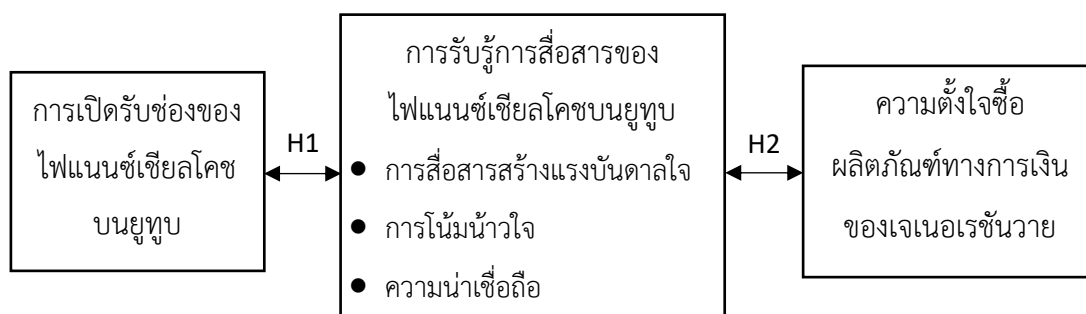 การเปิดรับช่องของ
ไฟแนนซ์เชียลโคช
บนยูทูบ
H1
การรับรู้การสื่อสารของ
ไฟแนนซ์เชียลโคชบนยูทูบ
● การสื่อสารสร้างแรงบันดาลใจ
● การโน้มน้าวใจ
● ความน่าเชื่อถือ
H2
ความตั้งใจซื้อ
ผลิตภัณฑ์ทางการเงิน
ของเจเนอเรชันวาย